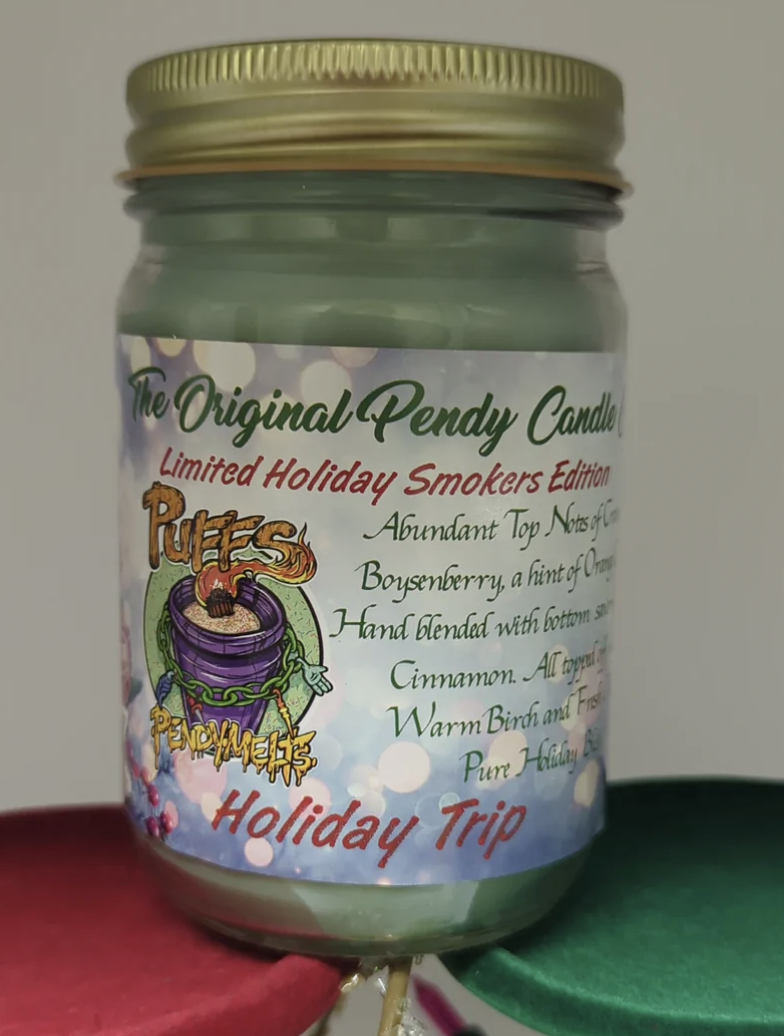 The Original Pendy Candle
Limited Holiday Smokers Edition
PUFFS
PENDYMELTS.
Abundant Top Notes of
Boysenberry, a hint of
Hand blended with bottom
Cinnamon. All topped
Warm Birch and
Pure Holiday
Holiday Trip